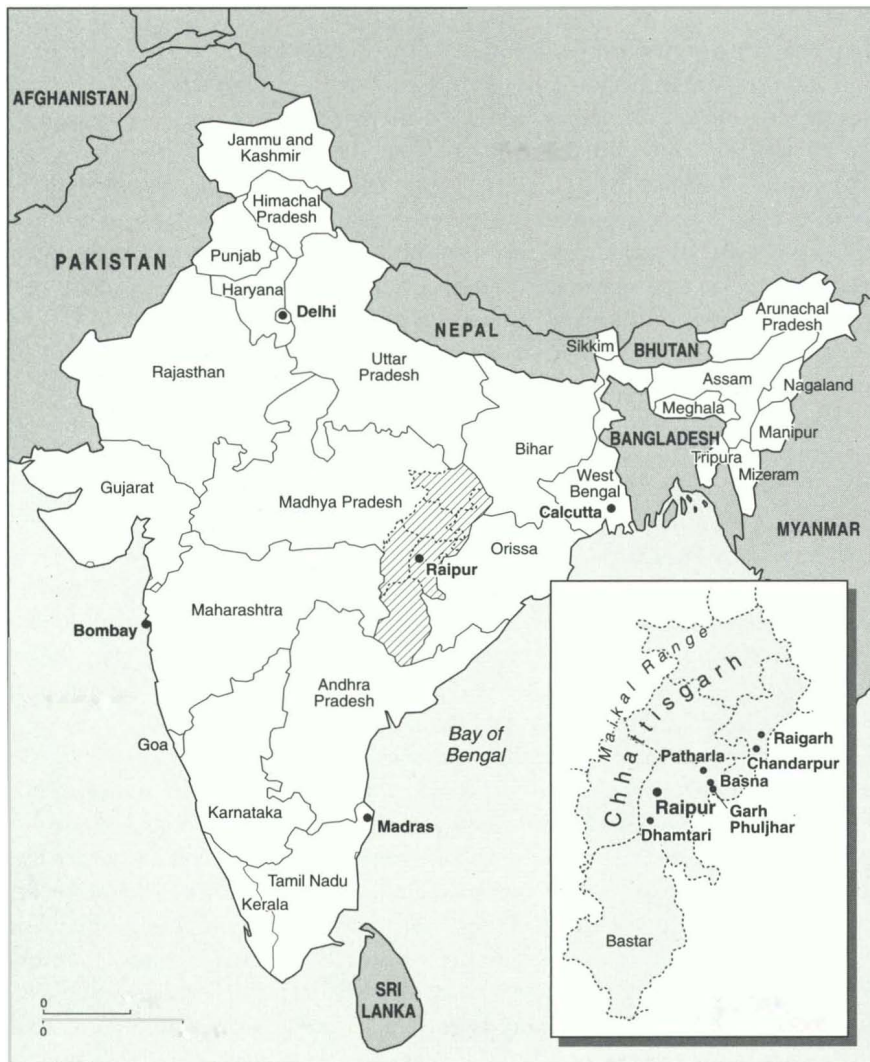 AFGHANISTAN
Jammu and
Kashmir
Himachal
Pradesh
PAKISTAN
Punjab
Haryana
Delhi
NEPAL
Arunachal
Pradesh
Sikkim
BHUTAN
Rajasthan
Uttar
Pradesh
Assam
Nagaland
Meghala
Bihar
BANGLADESH
Manipur
Tripura
Mizeram
Gujarat
Madhya Pradesh
West
Bengal
Calcutta
MYANMAR
Orissa
Raipur
Maharashtra
Bombay
Andhra
Pradesh
Bay of
Bengal
Goa
Karnataka
Madras
Tamil Nadu
Kerala
SRI
LANKA
0
0
Maikal Range
Chhattisgarh
Raigarh
Chandarpur
Patharla
Basna
Raipur
Garh
Phuljhar
Dhamtari
Bastar